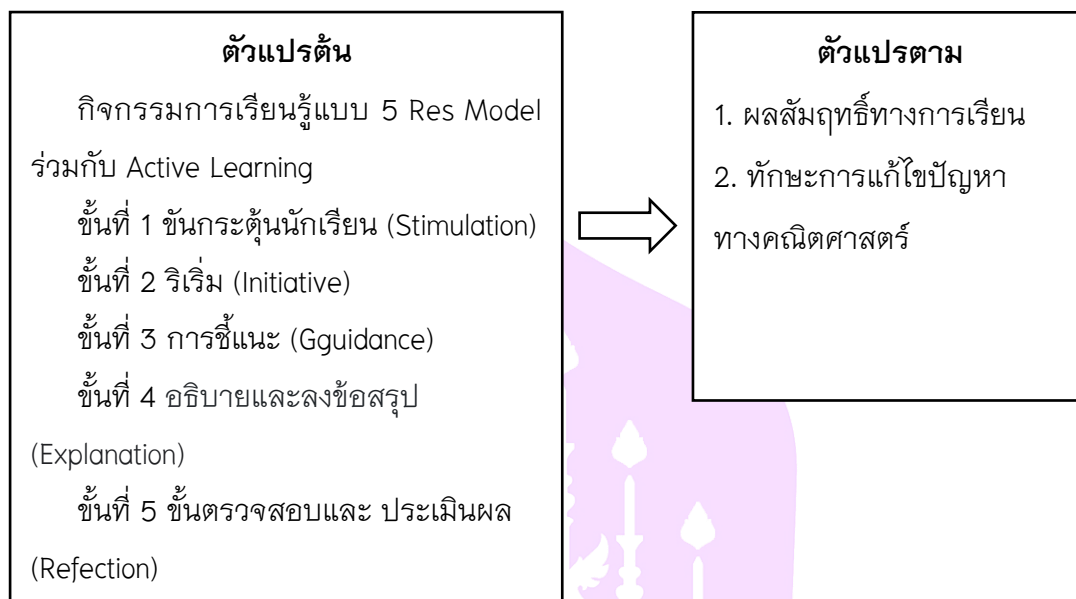 ตัวแปรต้น
กิจกรรมการเรียนรู้แบบ 5 Res Model
ร่วมกับ Active Learning
ขั้นที่ 1 ขันกระตุ้นนักเรียน (Stimulation)
ขั้นที่ 2 ริเริ่ม (Initiative)
ขั้นที่ 3 การชี้แนะ (Gguidance)
ขั้นที่ 4 อธิบายและลงข้อสรุป
(Explanation)
ขั้นที่ 5 ขั้นตรวจสอบและ ประเมินผล
(Refection)
ตัวแปรตาม
1. ผลสัมฤทธิ์ทางการเรียน
2. ทักษะการแก้ไขปัญหา
ทางคณิตศาสตร์